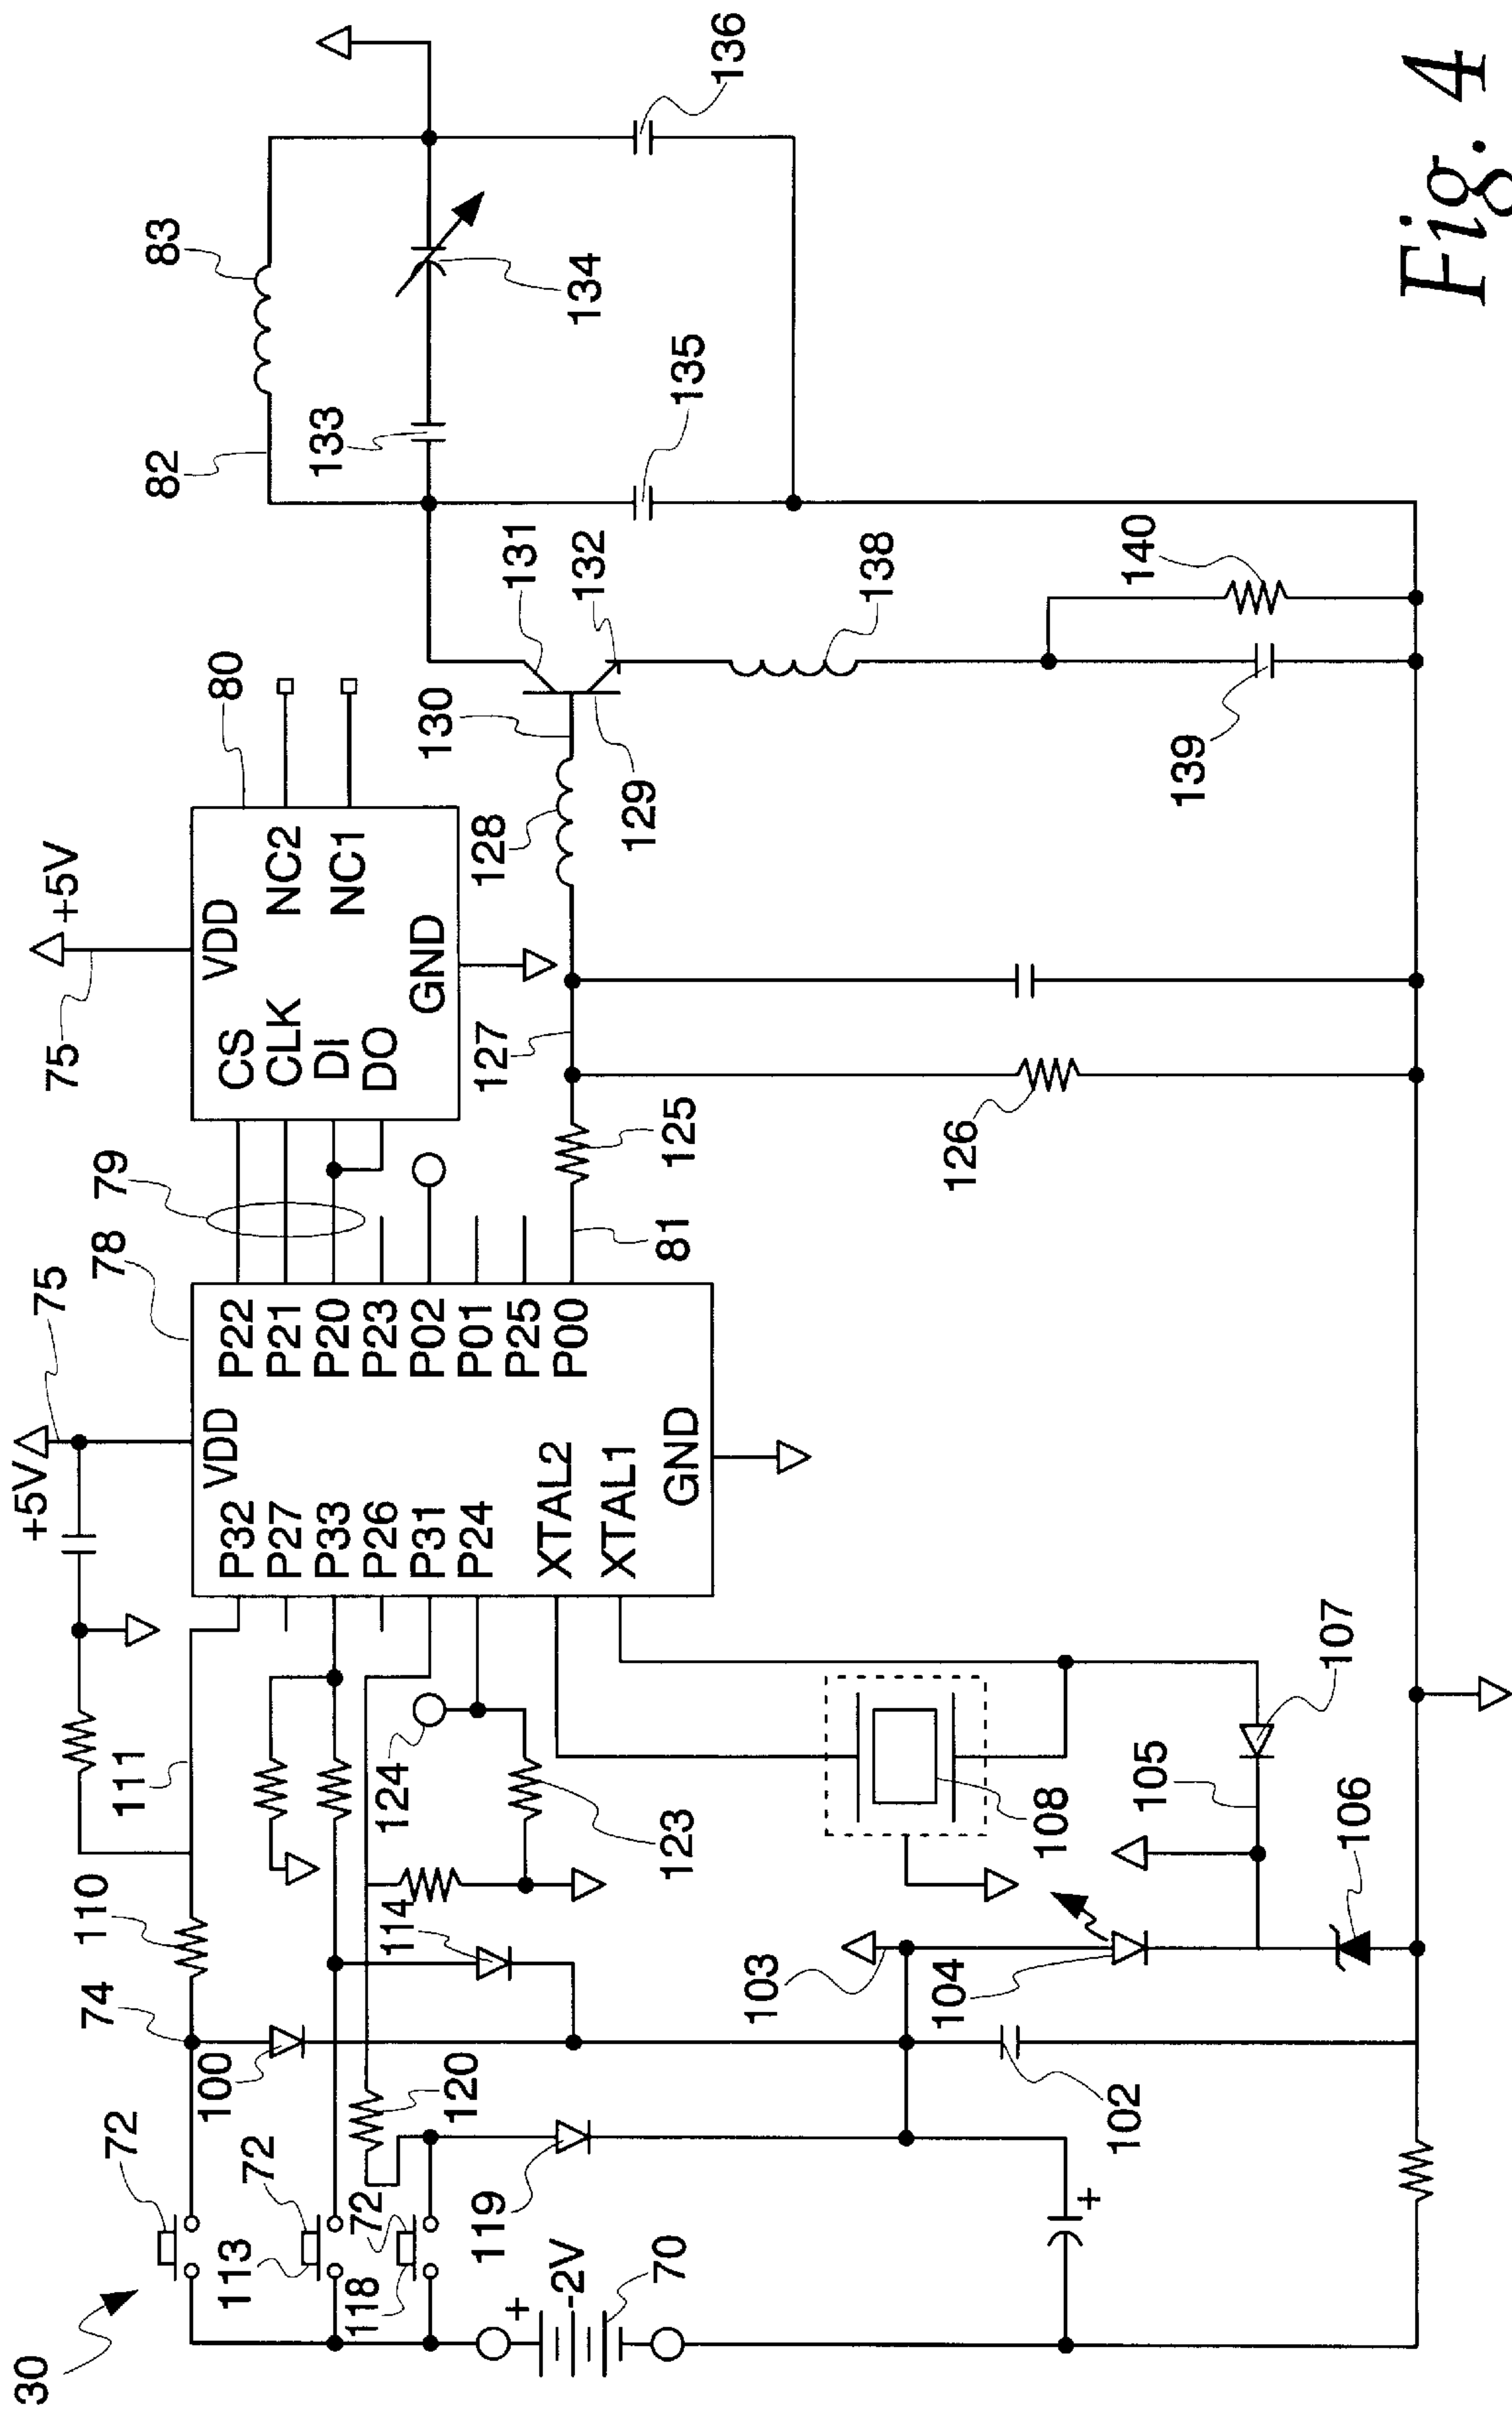 30
72
74
110
111
+5V
75
78
79
75
+5V
80
82
83
100
113
72
P32
VDD
P22
P27
P21
P33
P20
P26
P23
P31
P02
P24
P01
P25
P00
XTAL2
XTAL1
GND
CS
VDD
CLK
NC2
DI
NC1
DO
GND
133
134
136
118
72
120
114
124
123
81
125
127
128
130
129
131
132
135
119
+
-2V
70
103
104
108
105
107
106
102
+
126
138
139
140
Fig. 4